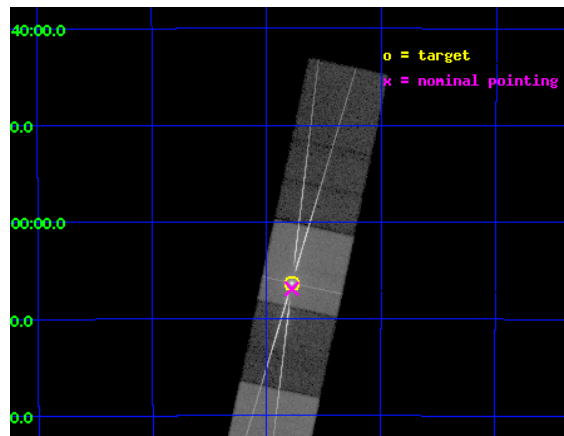 40:00.0
o = target
x = nominal pointing
0.0
00:00.0
0.0
0.0